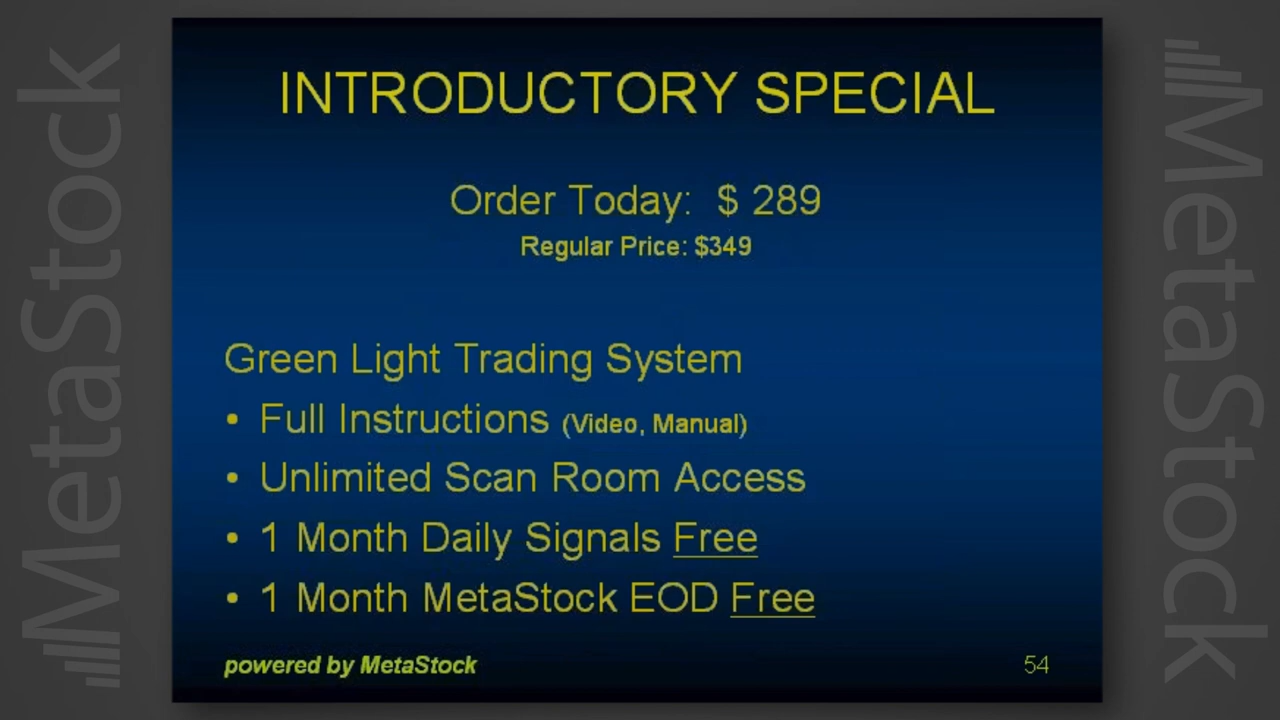 INTRODUCTORY SPECIAL
Order Today: $ 289
Regular Price: $349
Green Light Trading System
• Full Instructions (Video, Manual)
• Unlimited Scan Room Access
• 1 Month Daily Signals Free
• 1 Month MetaStock EOD Free
powered by MetaStock
54
MetaStock
MetaStock